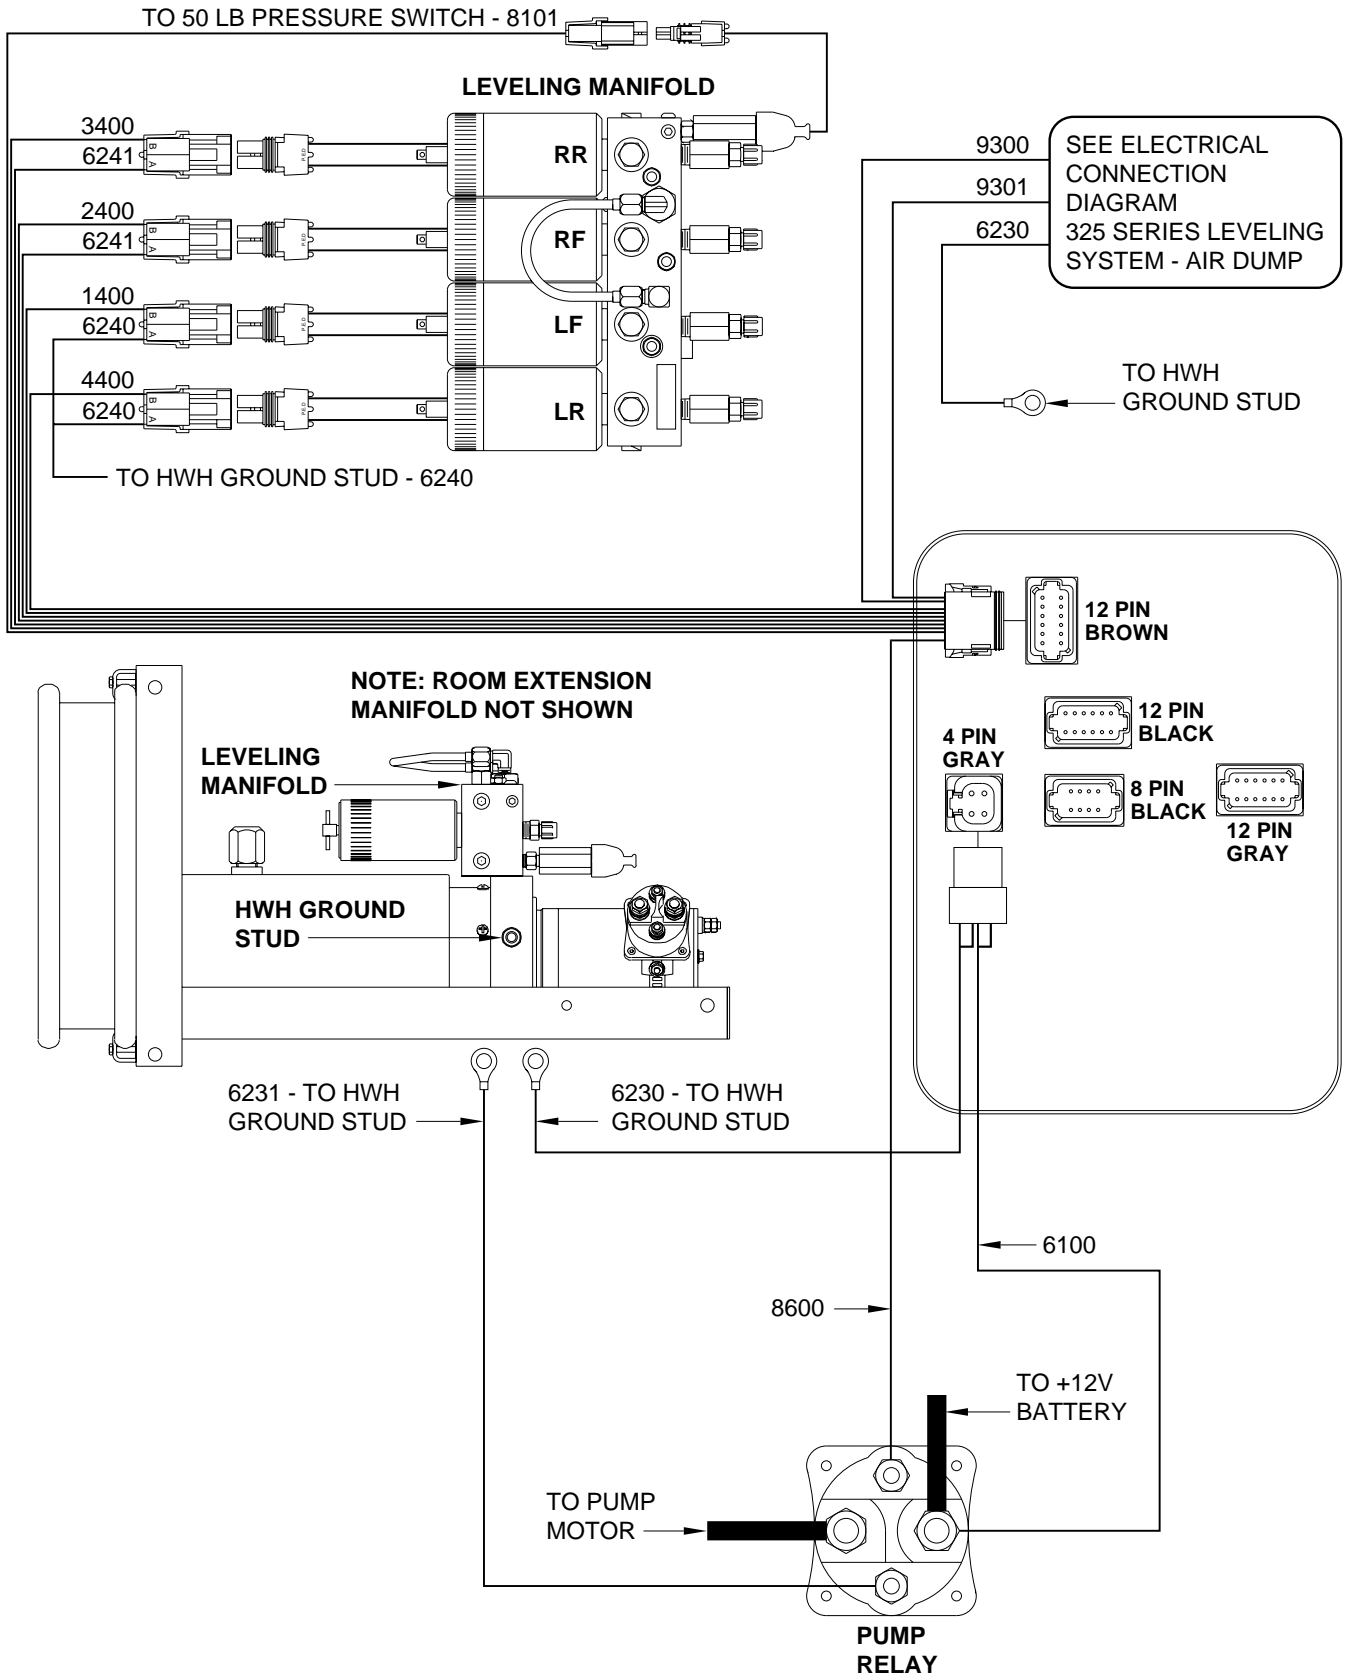 TO 50 LB PRESSURE SWITCH - 8101
LEVELING MANIFOLD
3400
6241
B
A
P.E.D.
RR
2400
6241
B
A
P.E.D.
RF
1400
6240
B
A
P.E.D.
LF
4400
6240
B
A
P.E.D.
LR
TO HWH GROUND STUD - 6240
9300
9301
6230
SEE ELECTRICAL
CONNECTION
DIAGRAM
325 SERIES LEVELING
SYSTEM - AIR DUMP
TO HWH
GROUND STUD
12 PIN
BROWN
12 PIN
BLACK
4 PIN
GRAY
8 PIN
BLACK
12 PIN
GRAY
NOTE: ROOM EXTENSION
MANIFOLD NOT SHOWN
LEVELING
MANIFOLD
HWH GROUND
STUD
6231 - TO HWH
GROUND STUD
6230 - TO HWH
GROUND STUD
6100
8600
TO +12V
BATTERY
TO PUMP
MOTOR
PUMP
RELAY